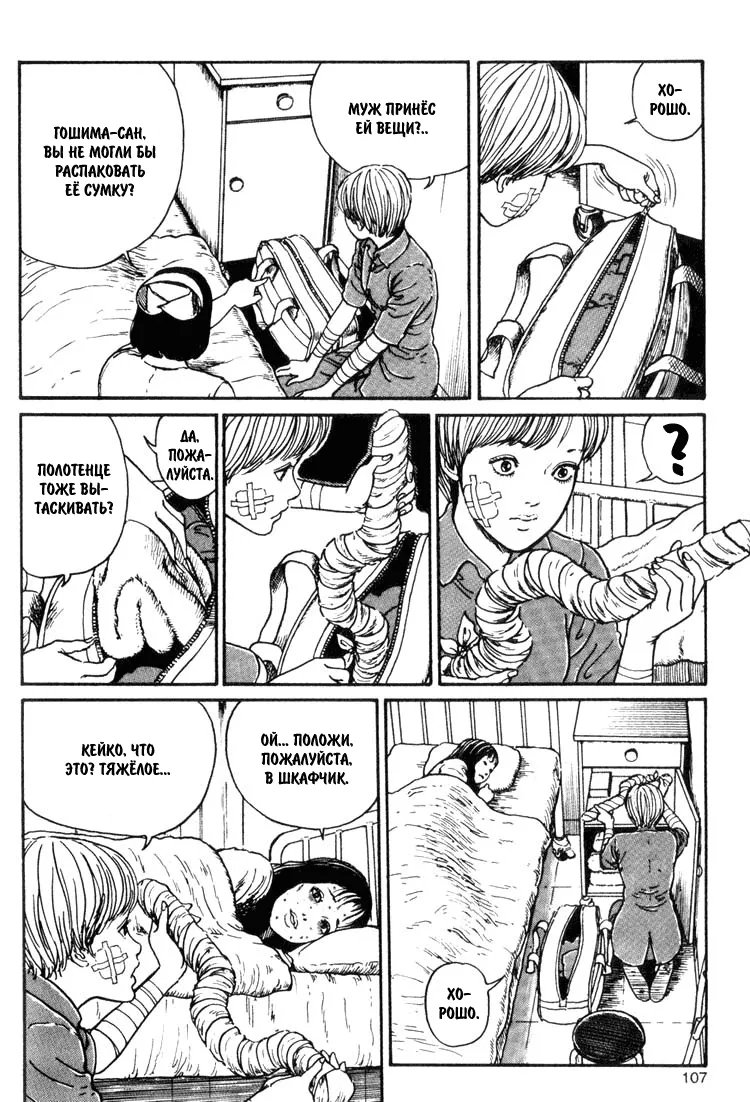 ГОШИМА-САН,
ВЫ НЕ МОГЛИ БЫ
РАСПАКОВАТЬ
ЕЁ СУМКУ?
МУЖ ПРИНЁС
ЕЙ ВЕЩИ?..
ХО-
РОШО.
ПОЛОТЕНЦЕ
ТОЖЕ ВЫ-
ТАСКИВАТЬ?
ДА,
ПОЖА-
ЛУЙСТА.
?
КЕЙКО, ЧТО
ЭТО? ТЯЖЁЛОЕ...
ОЙ... ПОЛОЖИ,
ПОЖАЛУЙСТА,
В ШКАФЧИК.
ХО-
РОШО.
107